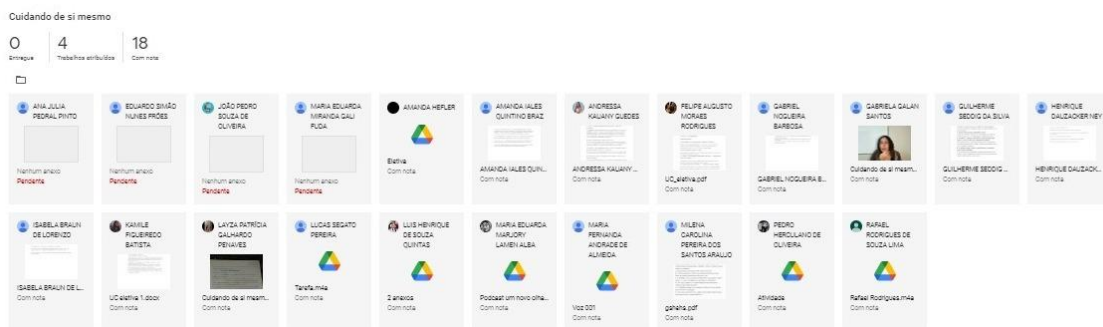 Cuidando de si mesmo
0
4
18
Entregue
Trabalhos atribuídos
Com nota
ANA JULIA
PEDRAL PINTO
Nenhum anexo
Pendente
EDUARDO SIMÃO
NUNES FRÓES
Nenhum anexo
Pendente
JOÃO PEDRO
SOUZA DE
OLIVEIRA
Nenhum anexo
Pendente
MARIA EDUARDA
MIRANDA GALI
FUDA
Nenhum anexo
Pendente
AMANDA HEFLER
Eletiva
Com nota
AMANDA IALES
QUINTINO BRAZ
AMANDA IALES QUIN...
Com nota
ANDRESSA
KAUANY GUEDES
ANDRESSA KAUANY ...
Com nota
FELIPE AUGUSTO
MORAES
RODRIGUES
UC_eletiva.pdf
Com nota
GABRIEL
NOGUEIRA
BARBOSA
GABRIEL NOGUEIRA B...
Com nota
GABRIELA GALAN
SANTOS
Cuidando de si mesm...
Com nota
GUILHERME
SEDDIG DA SILVA
GUILHERME SEDDIG ...
Com nota
HENRIQUE
DAUZACKER NEY
HENRIQUE DAUZACK...
Com nota
ISABELA BRAUN
DE LORENZO
ISABELA BRAUN DE L...
Com nota
KAMILE
FIGUEIREDO
BATISTA
UC eletiva 1.docx
Com nota
LAYZA PATRÍCIA
GALHARDO
PENAVES
Cuidando de si mesm...
Com nota
LUCAS SEGATO
PEREIRA
Tarefa.m4a
Com nota
LUIS HENRIQUE
DE SOUZA
QUINTAS
2 anexos
Com nota
MARIA EDUARDA
MARJORY
LAMEN ALBA
Podcast um novo olha...
Com nota
MARIA
FERNANDA
ANDRADE DE
ALMEIDA
Voz 001
Com nota
MILENA
CAROLINA
PEREIRA DOS
SANTOS ARAUJO
gshehs.pdf
Com nota
PEDRO
HERCULANO DE
OLIVEIRA
Atividade
Com nota
RAFAEL
RODRIGUES DE
SOUZA LIMA
Rafael Rodrigues.m4a
Com nota